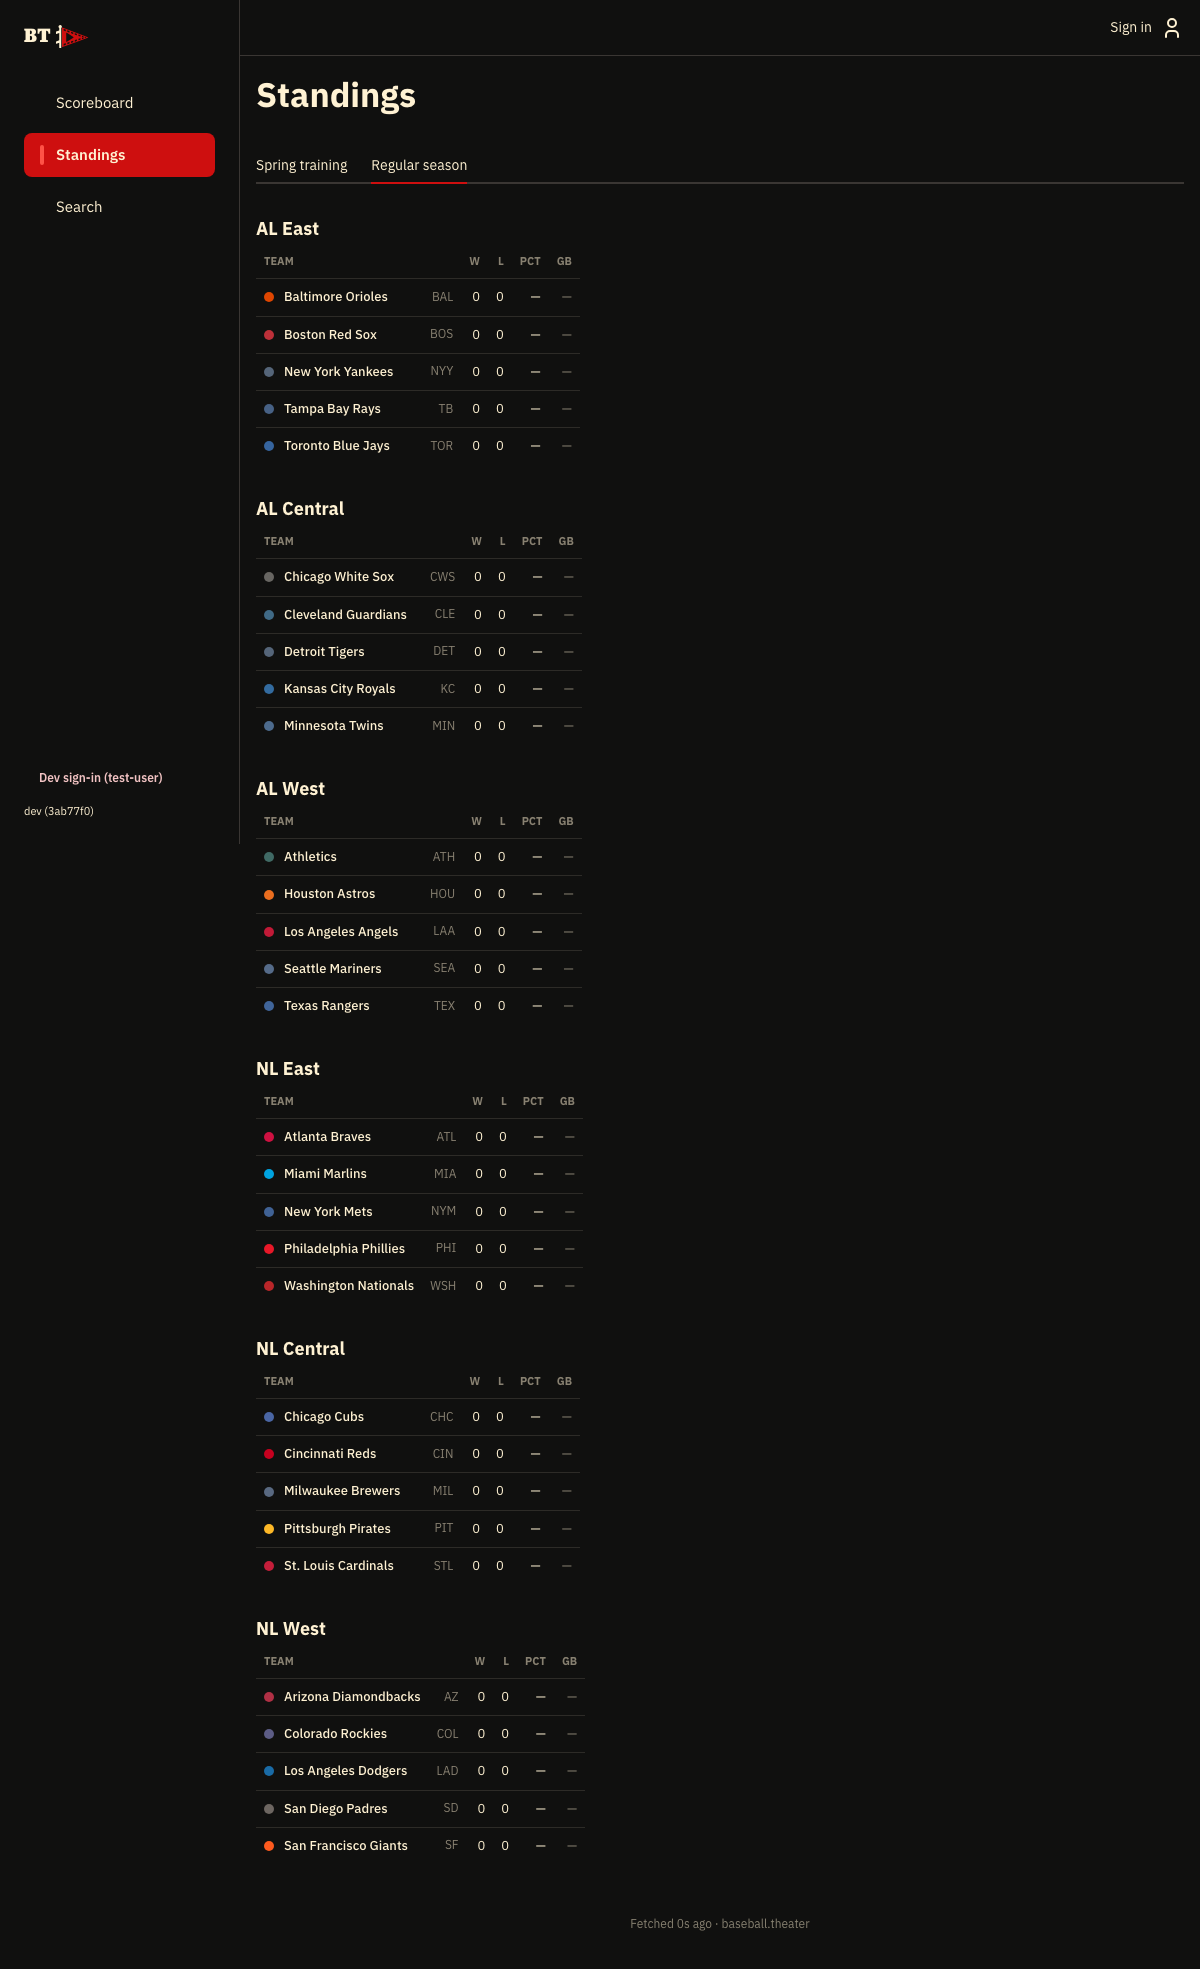 BT
Sign in
Scoreboard
Standings
Search
Dev sign-in (test-user)
dev (3ab77f0)
Standings
Spring training Regular season
AL East
TEAM W L PCT GB
Baltimore Orioles BAL 0 0 — —
Boston Red Sox BOS 0 0 — —
New York Yankees NYY 0 0 — —
Tampa Bay Rays TB 0 0 — —
Toronto Blue Jays TOR 0 0 — —
AL Central
TEAM W L PCT GB
Chicago White Sox CWS 0 0 — —
Cleveland Guardians CLE 0 0 — —
Detroit Tigers DET 0 0 — —
Kansas City Royals KC 0 0 — —
Minnesota Twins MIN 0 0 — —
AL West
TEAM W L PCT GB
Athletics ATH 0 0 — —
Houston Astros HOU 0 0 — —
Los Angeles Angels LAA 0 0 — —
Seattle Mariners SEA 0 0 — —
Texas Rangers TEX 0 0 — —
NL East
TEAM W L PCT GB
Atlanta Braves ATL 0 0 — —
Miami Marlins MIA 0 0 — —
New York Mets NYM 0 0 — —
Philadelphia Phillies PHI 0 0 — —
Washington Nationals WSH 0 0 — —
NL Central
TEAM W L PCT GB
Chicago Cubs CHC 0 0 — —
Cincinnati Reds CIN 0 0 — —
Milwaukee Brewers MIL 0 0 — —
Pittsburgh Pirates PIT 0 0 — —
St. Louis Cardinals STL 0 0 — —
NL West
TEAM W L PCT GB
Arizona Diamondbacks AZ 0 0 — —
Colorado Rockies COL 0 0 — —
Los Angeles Dodgers LAD 0 0 — —
San Diego Padres SD 0 0 — —
San Francisco Giants SF 0 0 — —
Fetched 0s ago · baseball.theater